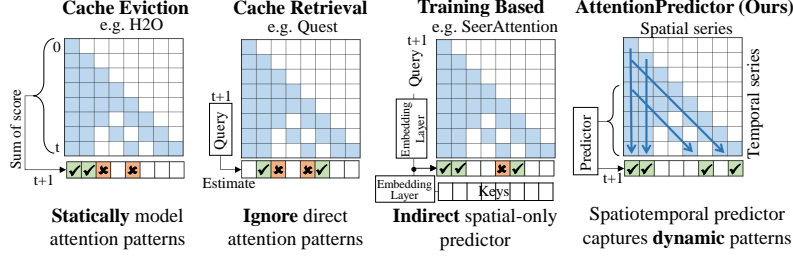 Cache Eviction
e.g. H2O
0
Sum of score
t
t+1
Statically model
attention patterns
Cache Retrieval
e.g. Quest
t+1
Query
Estimate
Ignore direct
attention patterns
Training Based
e.g. SeerAttention
t+1
Query
Embedding
Layer
Embedding
Layer
Keys
Indirect spatial-only
predictor
AttentionPredictor (Ours)
Spatial series
Temporal series
Predictor
t+1
Spatiotemporal predictor
captures dynamic patterns